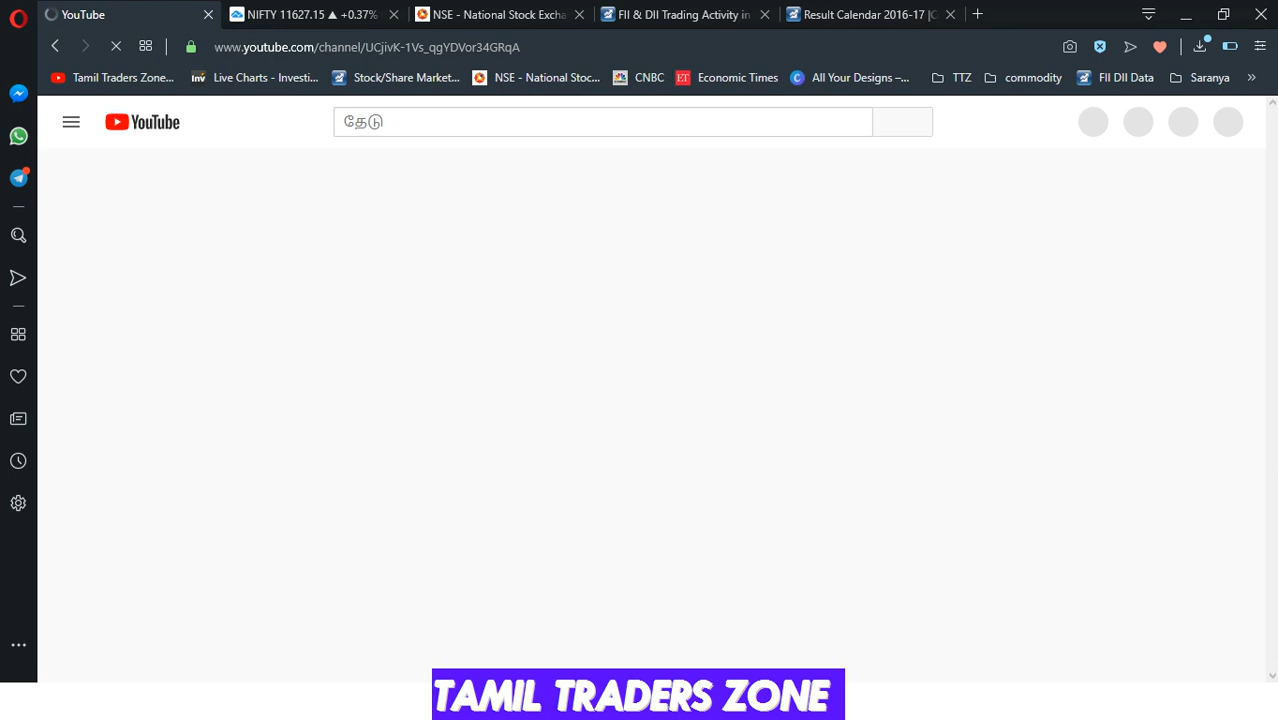 YouTube
NIFTY 11627.15 ▲ +0.37%
NSE - National Stock Excha
FII & DII Trading Activity in
Result Calendar 2016-17 |
www.youtube.com/channel/UCjivK-1Vs_qgYDVor34GRqA
Tamil Traders Zone...
Live Charts - Investi...
Stock/Share Market...
NSE - National Stoc...
CNBC
ET Economic Times
All Your Designs –...
TTZ
commodity
FII DII Data
Saranya
YouTube
தேடு
TAMIL TRADERS ZONE